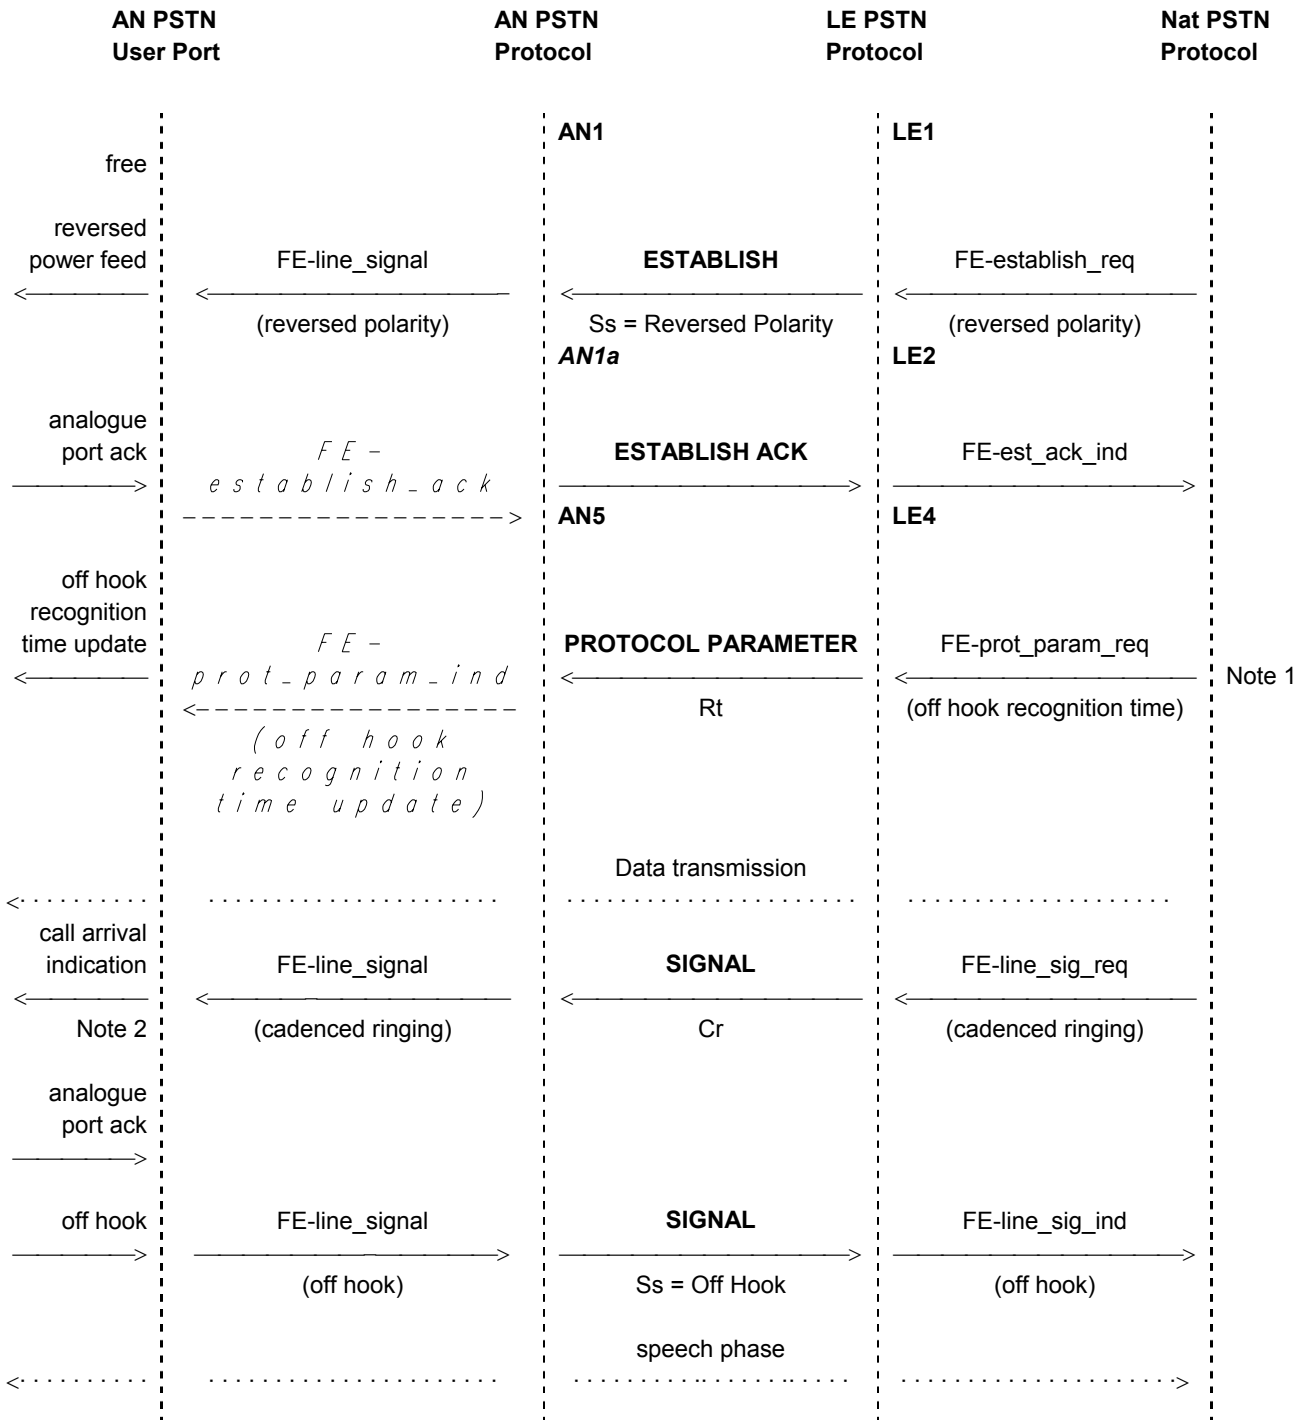 AN PSTN AN PSTN LE PSTN Nat PSTN
User Port Protocol Protocol Protocol
AN1 LE1
free
reversed
power feed FE-line_signal ESTABLISH FE-establish_req
(reversed polarity) Ss = Reversed Polarity (reversed polarity)
AN1a LE2
analogue
port ack FE- ESTABLISH ACK FE-est_ack_ind
establish_ack
AN5 LE4
off hook
recognition
time update FE- PROTOCOL PARAMETER FE-prot_param_req
prot_param_ind Note 1
Rt (off hook recognition time)
(off hook
recognition
time update)
Data transmission
call arrival
indication FE-line_signal SIGNAL FE-line_sig_req
Note 2 (cadenced ringing) Cr (cadenced ringing)
analogue
port ack
off hook FE-line_signal SIGNAL FE-line_sig_ind
(off hook) Ss = Off Hook (off hook)
speech phase